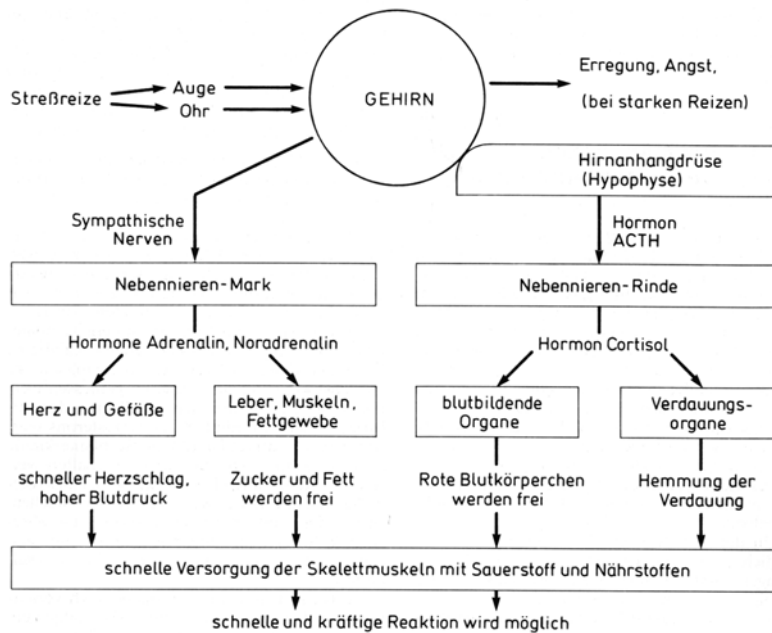 Streßreize
Auge
Ohr
GEHIRN
Erregung, Angst,
(bei starken Reizen)
Hirnanhangdrüse
(Hypophyse)
Sympathische
Nerven
Hormon
ACTH
Nebennieren-Mark
Nebennieren-Rinde
Hormone Adrenalin, Noradrenalin
Hormon Cortisol
Herz und Gefäße
Leber, Muskeln,
Fettgewebe
blutbildende
Organe
Verdauungs-
organe
schneller Herzschlag,
hoher Blutdruck
Zucker und Fett
werden frei
Rote Blutkörperchen
werden frei
Hemmung der
Verdauung
schnelle Versorgung der Skelettmuskeln mit Sauerstoff und Nährstoffen
schnelle und kräftige Reaktion wird möglich